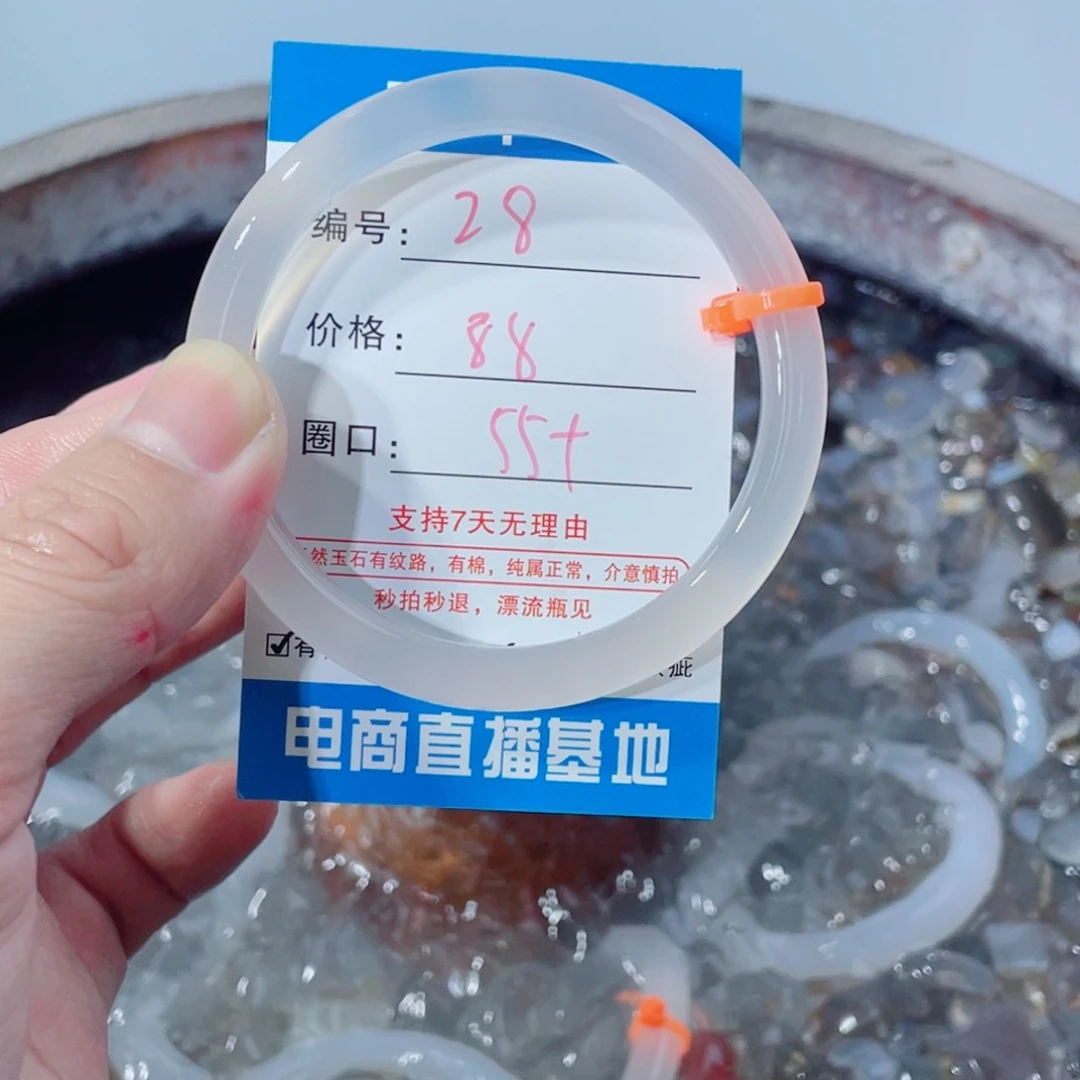 编号: 28
价格: 88
圈口: 55+
支持7天无理由
然玉石有纹路，有棉，纯属正常，介意慎拍
秒拍秒退，漂流瓶见
☑有 疵
电商直播基地